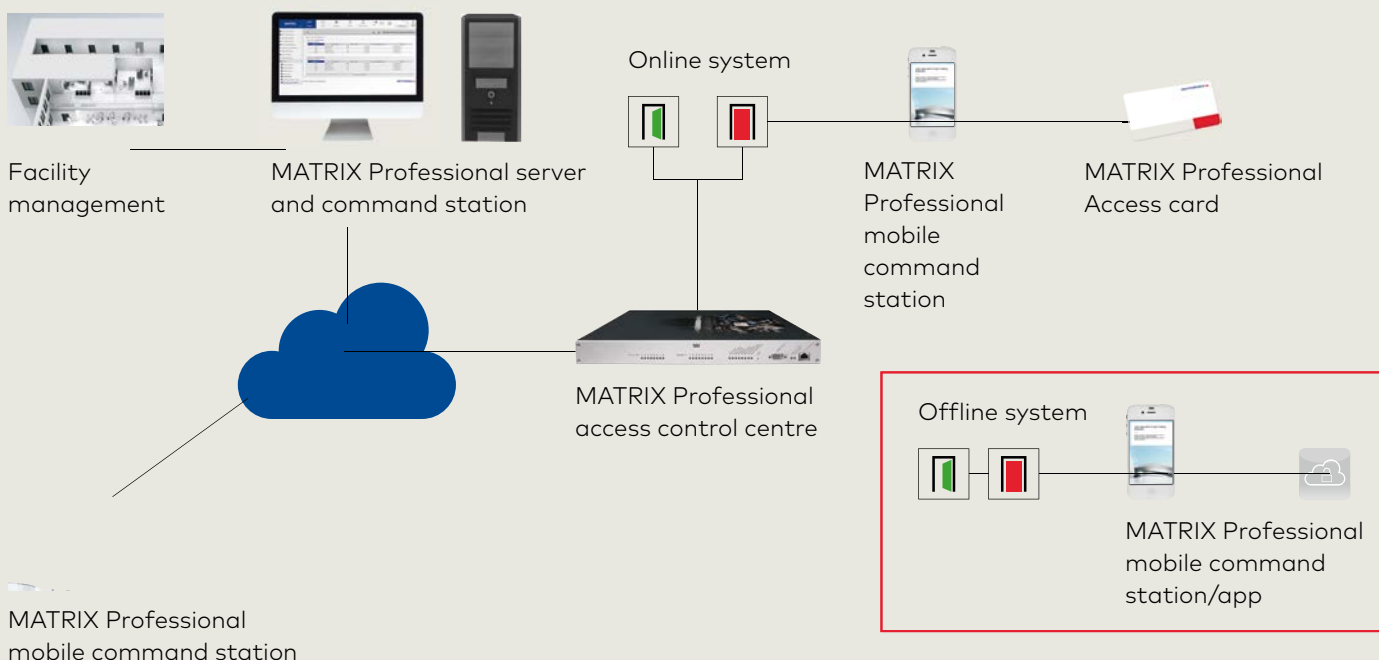 Online system
Facility
management
MATRIX Professional server
and command station
MATRIX
Professional
mobile
command
station
MATRIX Professional
Access card
MATRIX Professional
access control centre
Offline system
MATRIX Professional
mobile command
station/app
MATRIX Professional
mobile command station